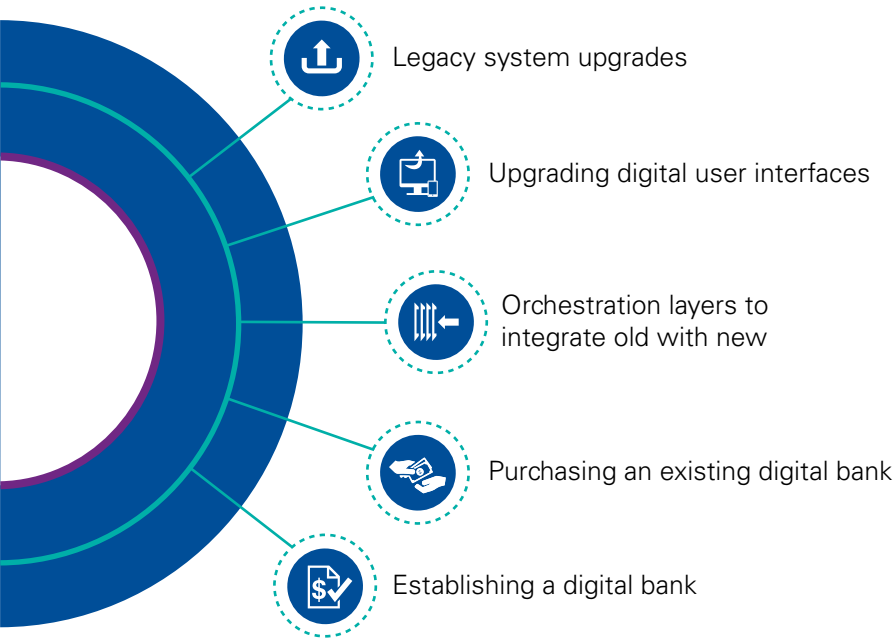 Legacy system upgrades
Upgrading digital user interfaces
Orchestration layers to
integrate old with new
Purchasing an existing digital bank
$
Establishing a digital bank